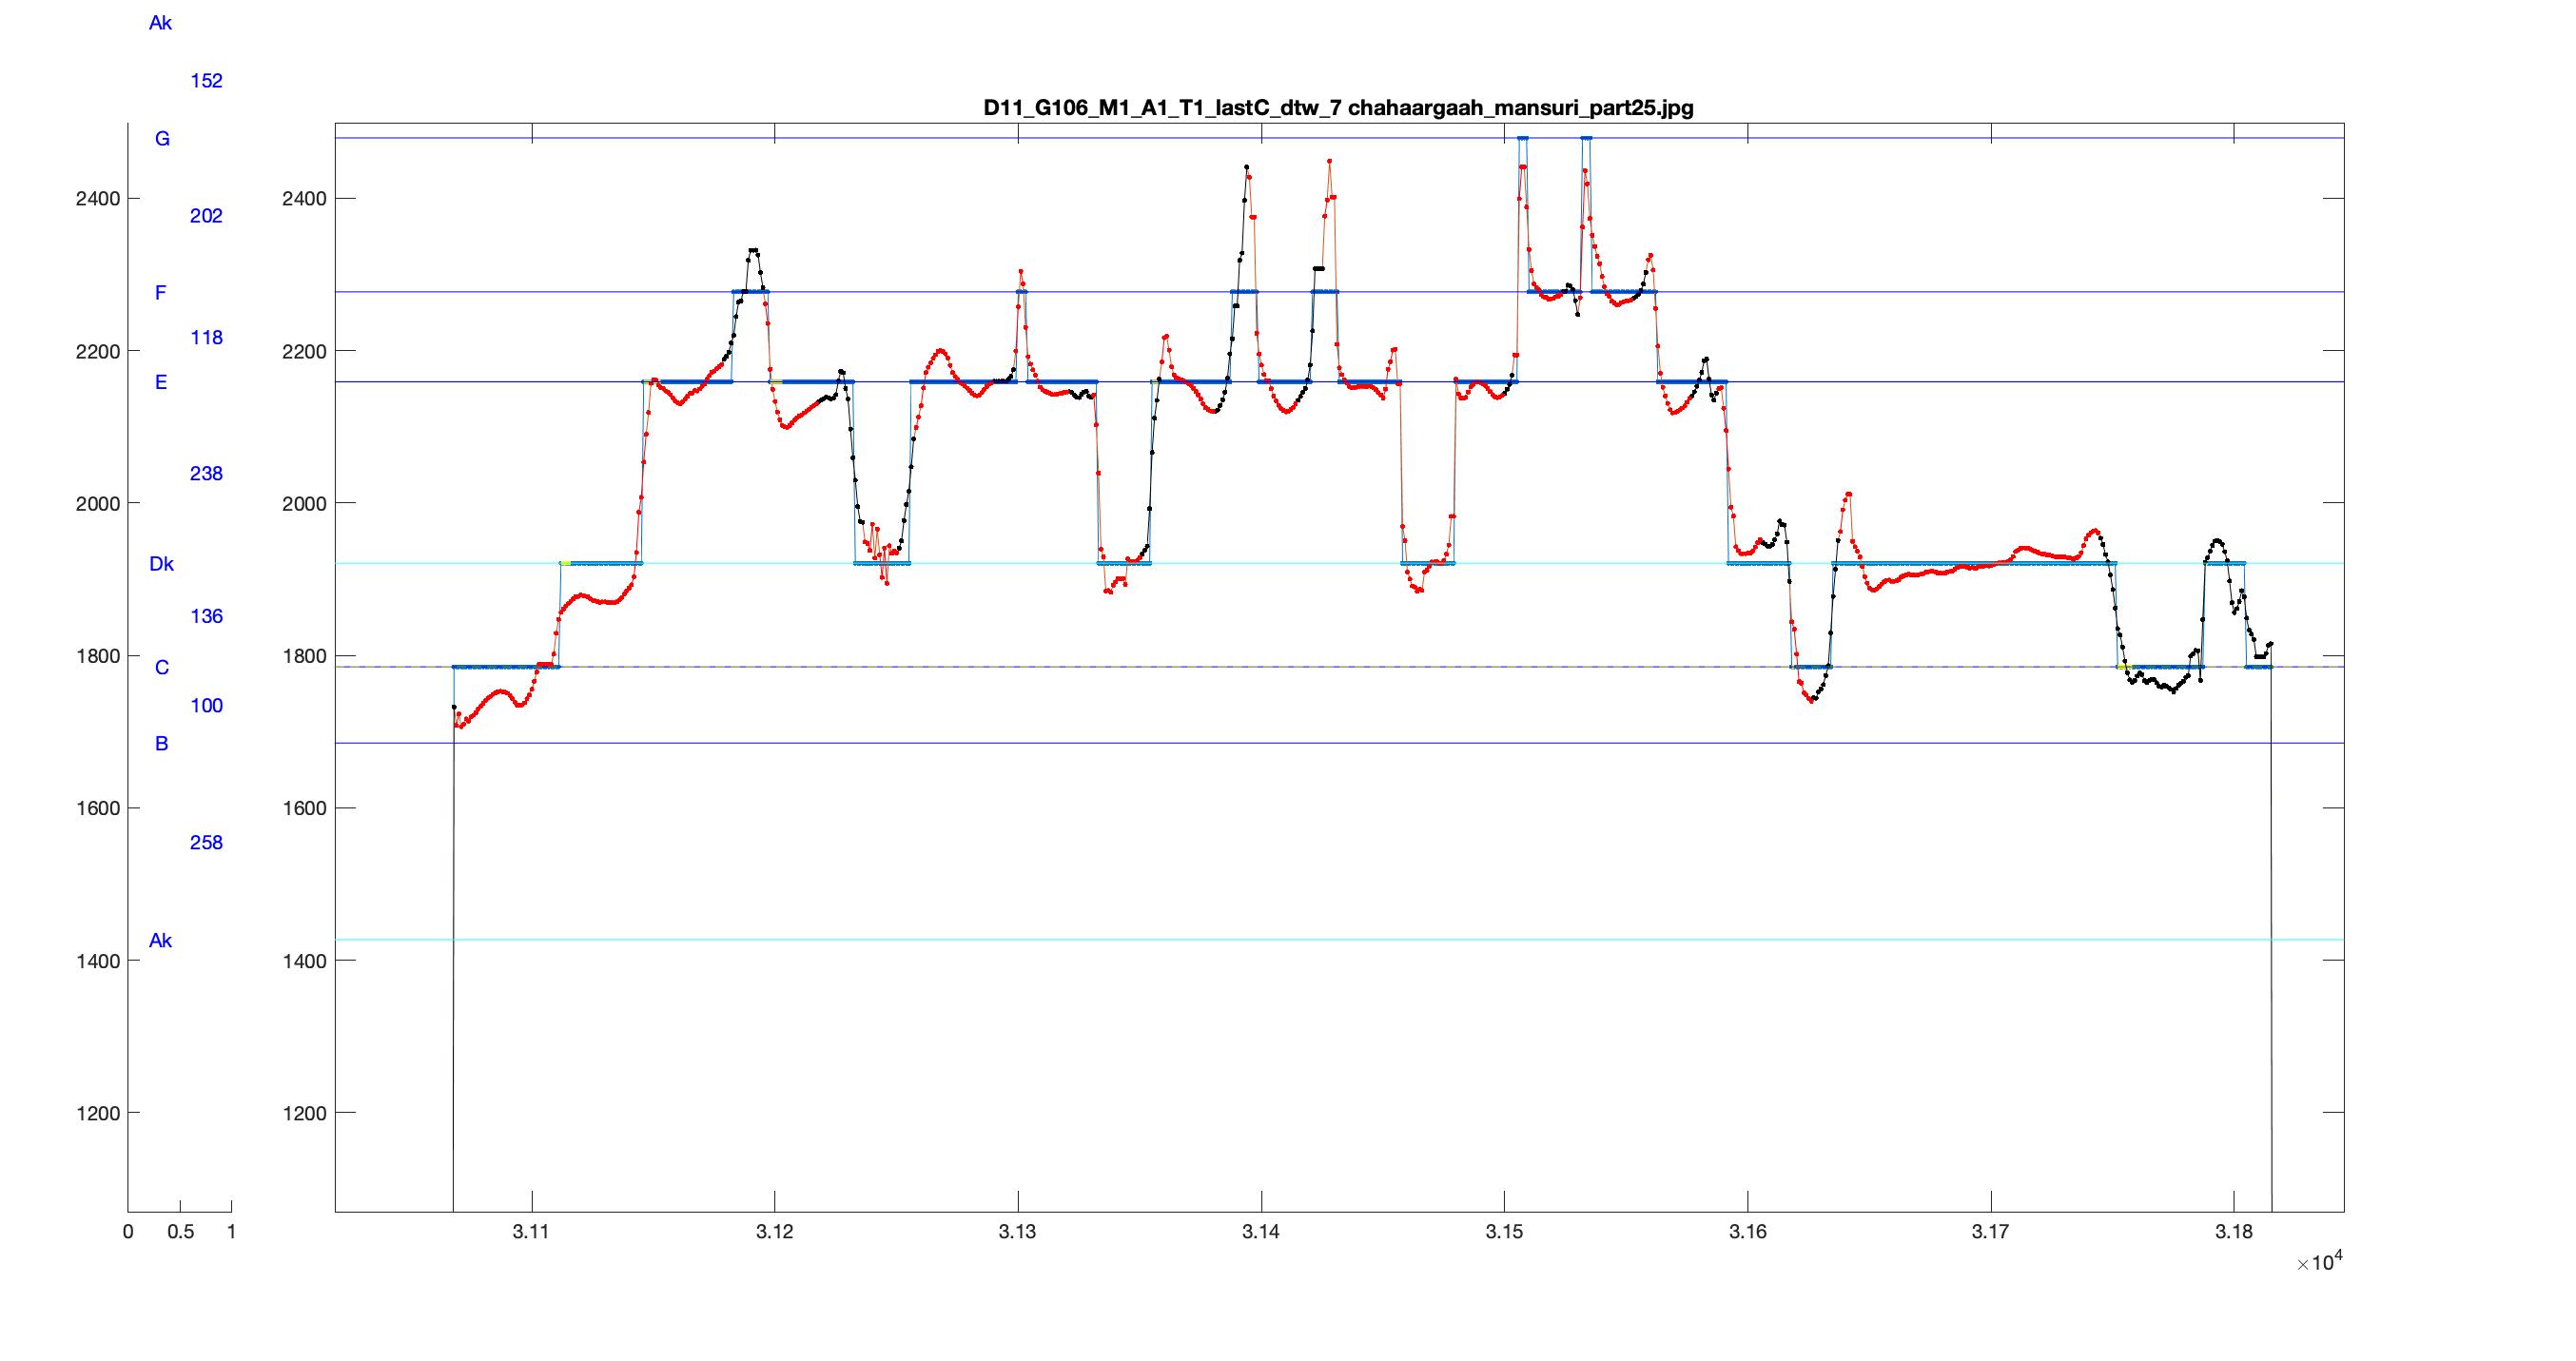 Ak
152
D11_G106_M1_A1_T1_lastC_dtw_7 chahaargaah_mansuri_part25.jpg
G
2400 2400
202
F
118
2200 2200
E
238
2000 2000
Dk
136
1800 1800
C
100
B
1600 1600
258
Ak
1400 1400
1200 1200
0 0.5 1 3.11 3.12 3.13 3.14 3.15 3.16 3.17 3.18
×10^4